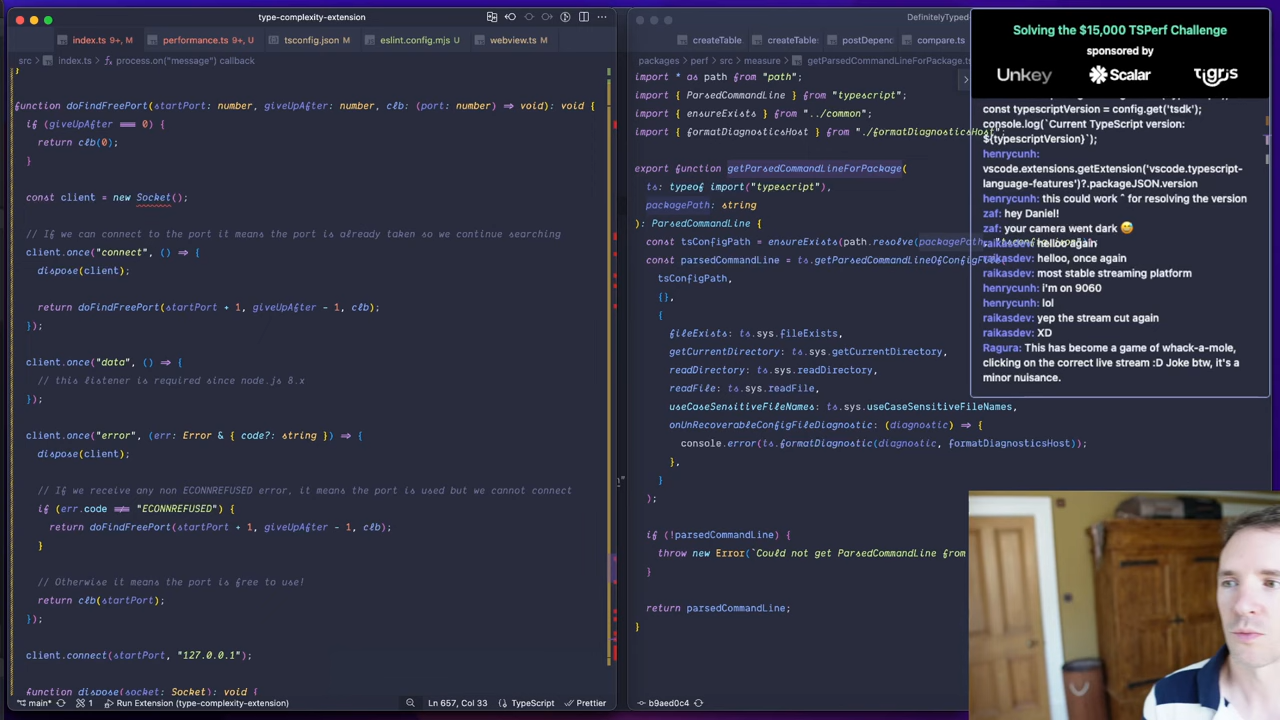 type-complexity-extension
index.ts 9+, M
performance.ts 9+, U
tsconfig.json M
eslint.config.mjs U
webview.ts M
src > index.ts > process.on("message") callback
}
function doFindFreePort(startPort: number, giveUpAfter: number, clb: (port: number) => void): void {
if (giveUpAfter === 0) {
return clb(0);
}
const client = new Socket();
// If we can connect to the port it means the port is already taken so we continue searching
client.once("connect", () => {
dispose(client);
return doFindFreePort(startPort + 1, giveUpAfter - 1, clb);
});
client.once("data", () => {
// this listener is required since node.js 8.x
});
client.once("error", (err: Error & { code?: string }) => {
dispose(client);
// If we receive any non ECONNREFUSED error, it means the port is used but we cannot connect
if (err.code !== "ECONNREFUSED") {
return doFindFreePort(startPort + 1, giveUpAfter - 1, clb);
}
// Otherwise it means the port is free to use!
return clb(startPort);
});
client.connect(startPort, "127.0.0.1");
function dispose(socket: Socket): void {
main*
1
Run Extension (type-complexity-extension)
Ln 657, Col 33
TypeScript
Prettier
DefinitelyTyped
createTable
createTable
postDepend
compare.ts
packages > perf > src > measure > getParsedCommandLineForPackage.ts
import * as path from "path";
import { ParsedCommandLine } from "typescript";
import { ensureExists } from "../common";
import { formatDiagnosticsHost } from "./formatDiagnosticsHost";
export function getParsedCommandLineForPackage(
ts: typeof import("typescript"),
packagePath: string
): ParsedCommandLine {
const tsConfigPath = ensureExists(path.resolve(packagePath,
const parsedCommandLine = ts.getParsedCommandLineOfConfigFile(
tsConfigPath,
{},
{
fileExists: ts.sys.fileExists,
getCurrentDirectory: ts.sys.getCurrentDirectory,
readDirectory: ts.sys.readDirectory,
readFile: ts.sys.readFile,
useCaseSensitiveFileNames: ts.sys.useCaseSensitiveFileNames,
onUnRecoverableConfigFileDiagnostic: (diagnostic) => {
console.error(ts.formatDiagnostic(diagnostic, formatDiagnosticsHost));
},
}
);
if (!parsedCommandLine) {
throw new Error(`Could not get ParsedCommandLine from
}
return parsedCommandLine;
}
b9aed0c4
Solving the $15,000 TSPerf Challenge
sponsored by
Unkey
Scalar
tigris
const typescriptVersion = config.get('tsdk');
console.log(`Current TypeScript version:
${typescriptVersion}`);
henrycunh:
vscode.extensions.getExtension('vscode.typescript-
language-features')?.packageJSON.version
henrycunh: this could work ^ for resolving the version
zaf: hey Daniel!
zaf: your camera went dark 😅
raikasdev: hellooo again
raikasdev: helloo, once again
raikasdev: most stable streaming platform
henrycunh: i'm on 9060
henrycunh: lol
raikasdev: yep the stream cut again
raikasdev: XD
Ragura: This has become a game of whack-a-mole,
clicking on the correct live stream :D Joke btw, it's a
minor nuisance.